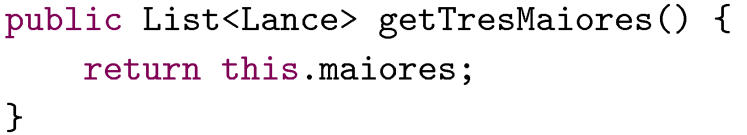 public List<Lance> getTresMaiores() {
    return this.maiores;
}